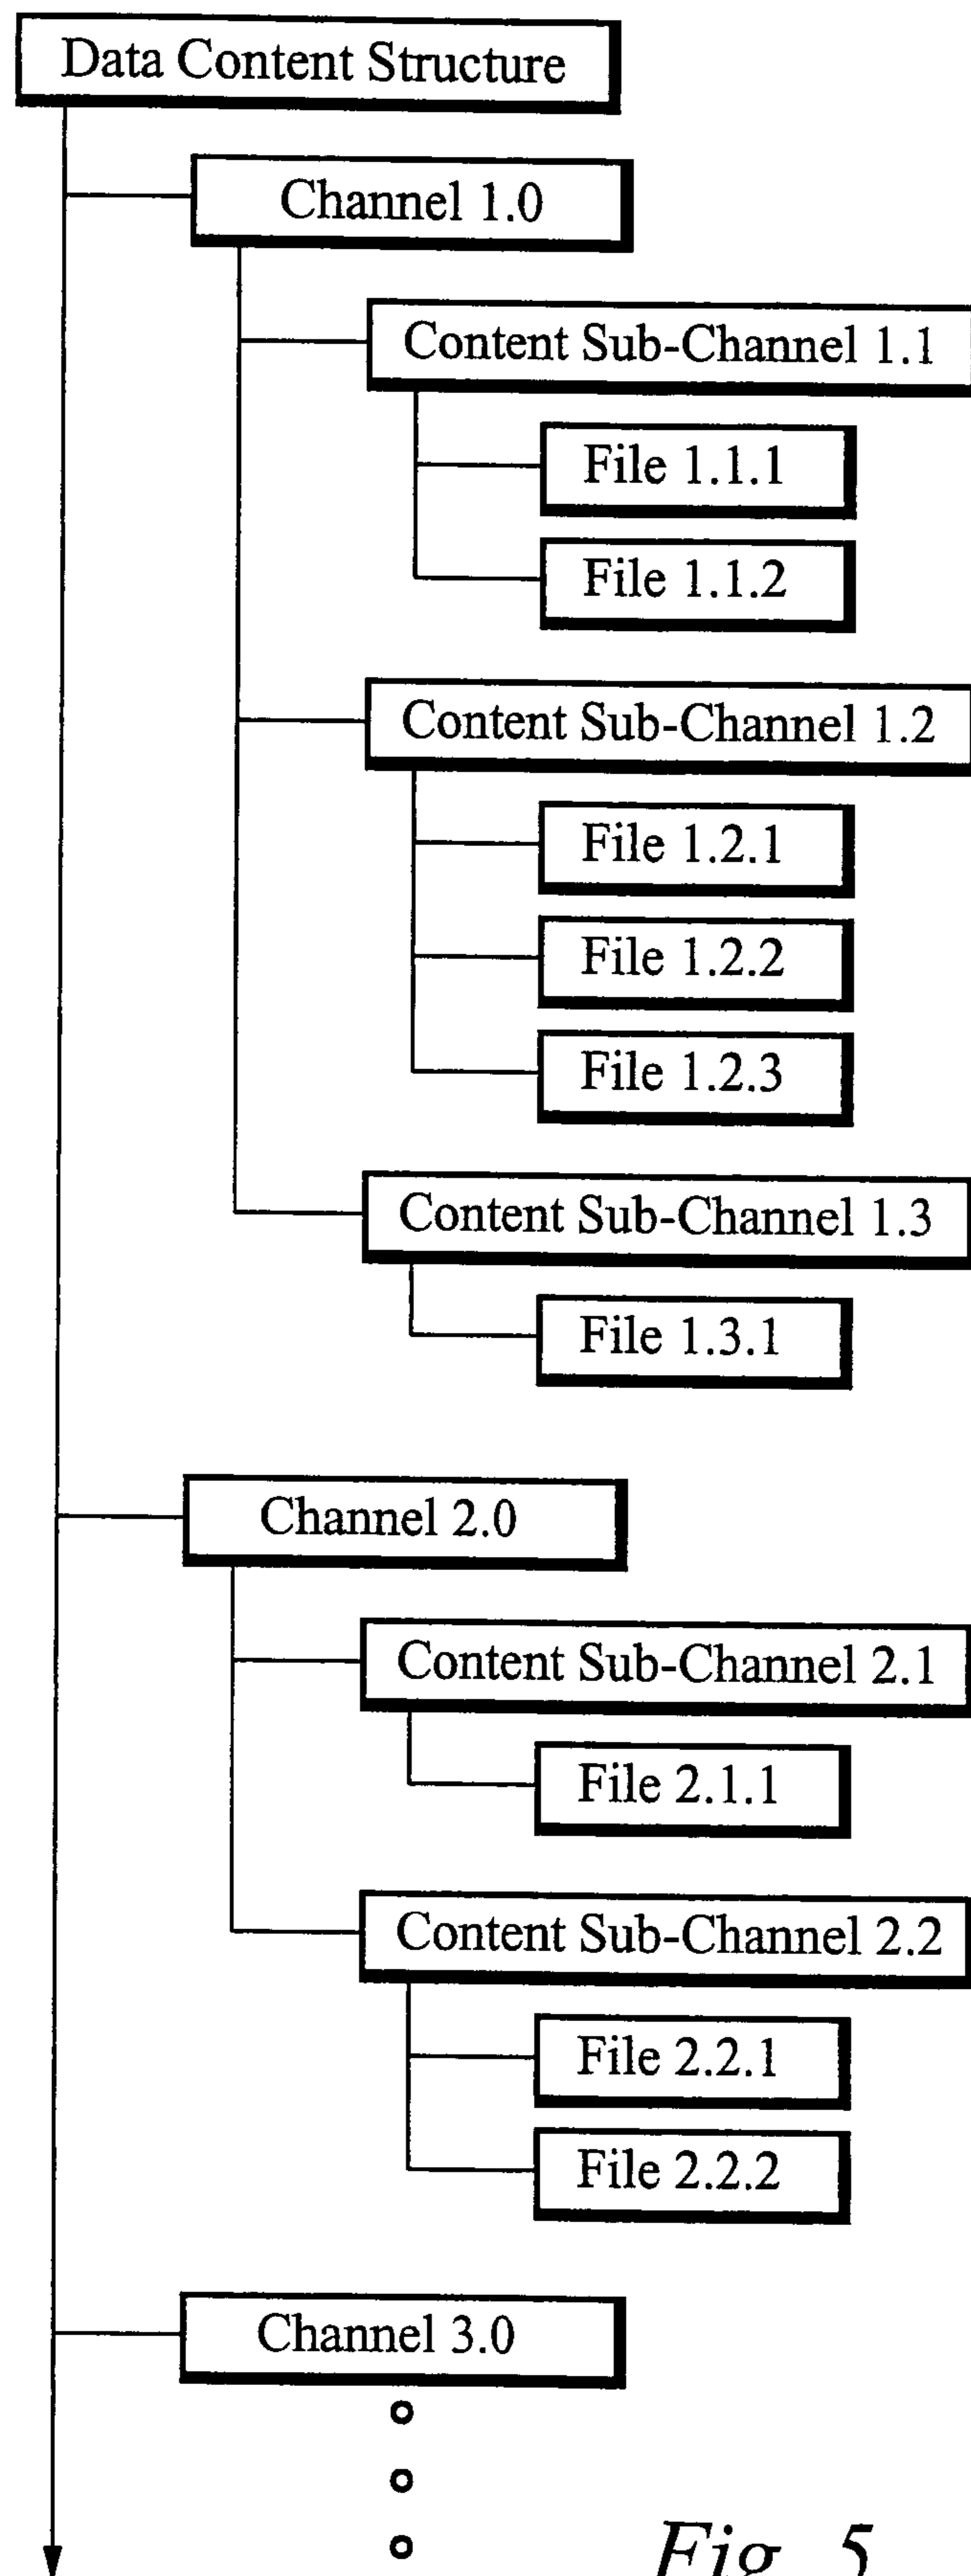 Data Content Structure
Channel 1.0
Content Sub-Channel 1.1
File 1.1.1
File 1.1.2
Content Sub-Channel 1.2
File 1.2.1
File 1.2.2
File 1.2.3
Content Sub-Channel 1.3
File 1.3.1
Channel 2.0
Content Sub-Channel 2.1
File 2.1.1
Content Sub-Channel 2.2
File 2.2.1
File 2.2.2
Channel 3.0
Fig. 5